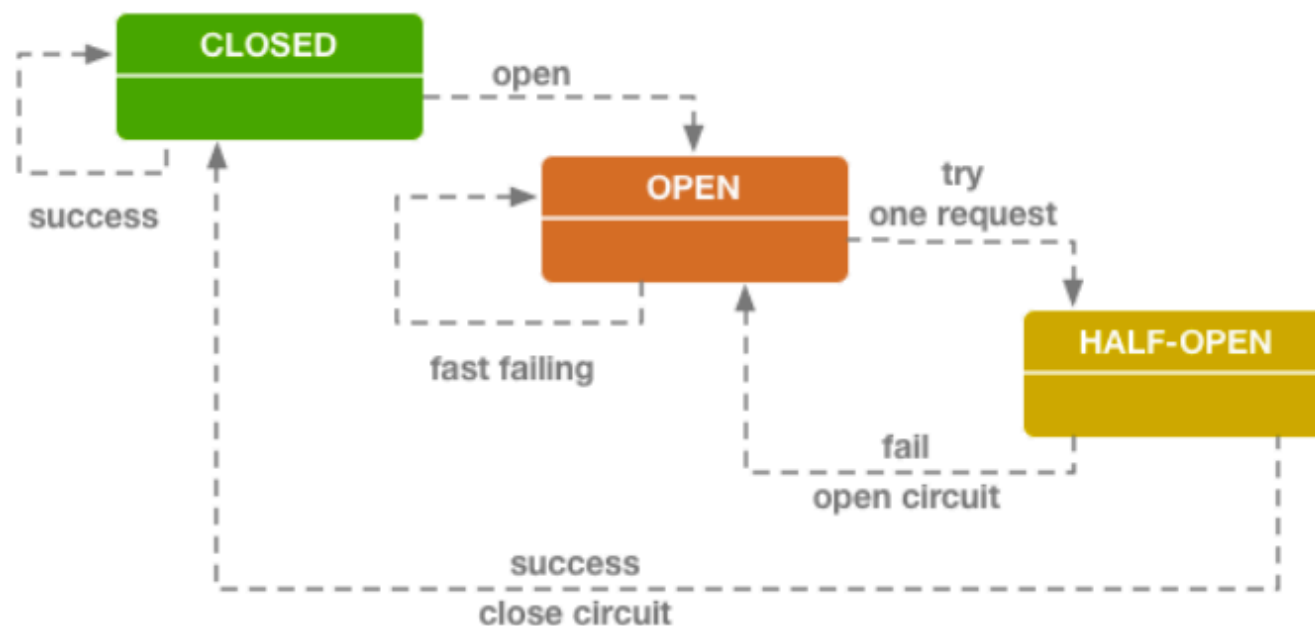 CLOSED
open
success
OPEN
try
one request
fast failing
HALF-OPEN
fail
open circuit
success
close circuit